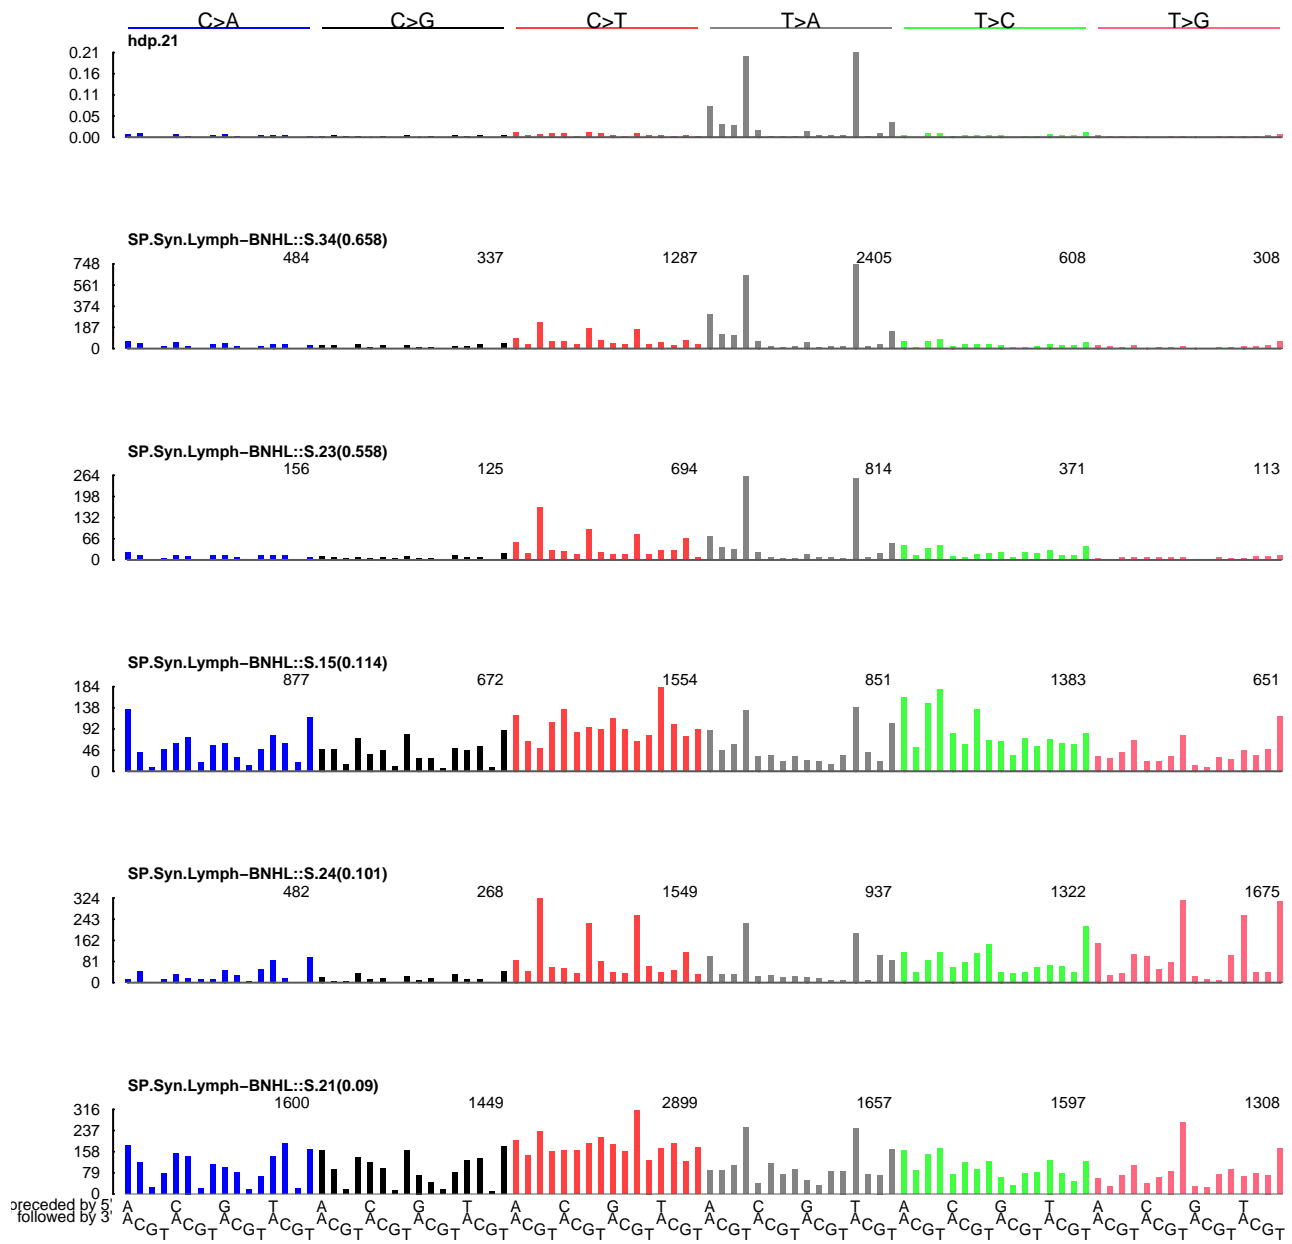 C>A C>G C>T T>A T>C T>G
hdp.21
0.21
0.16
0.11
0.05
0.00
SP.Syn.Lymph−BNHL::S.34(0.658)
484 337 1287 2405 608 308
748
561
374
187
0
SP.Syn.Lymph−BNHL::S.23(0.558)
156 125 694 814 371 113
264
198
132
66
0
SP.Syn.Lymph−BNHL::S.15(0.114)
877 672 1554 851 1383 651
184
138
92
46
0
SP.Syn.Lymph−BNHL::S.24(0.101)
482 268 1549 937 1322 1675
324
243
162
81
0
SP.Syn.Lymph−BNHL::S.21(0.09)
1600 1449 2899 1657 1597 1308
316
237
158
79
0
preceded by 5' A C G T A C G T A C G T A C G T A C G T A C G T
followed by 3' A C G T A C G T A C G T A C G T A C G T A C G T A C G T A C G T A C G T A C G T A C G T A C G T A C G T A C G T A C G T A C G T A C G T A C G T A C G T A C G T A C G T A C G T A C G T A C G T